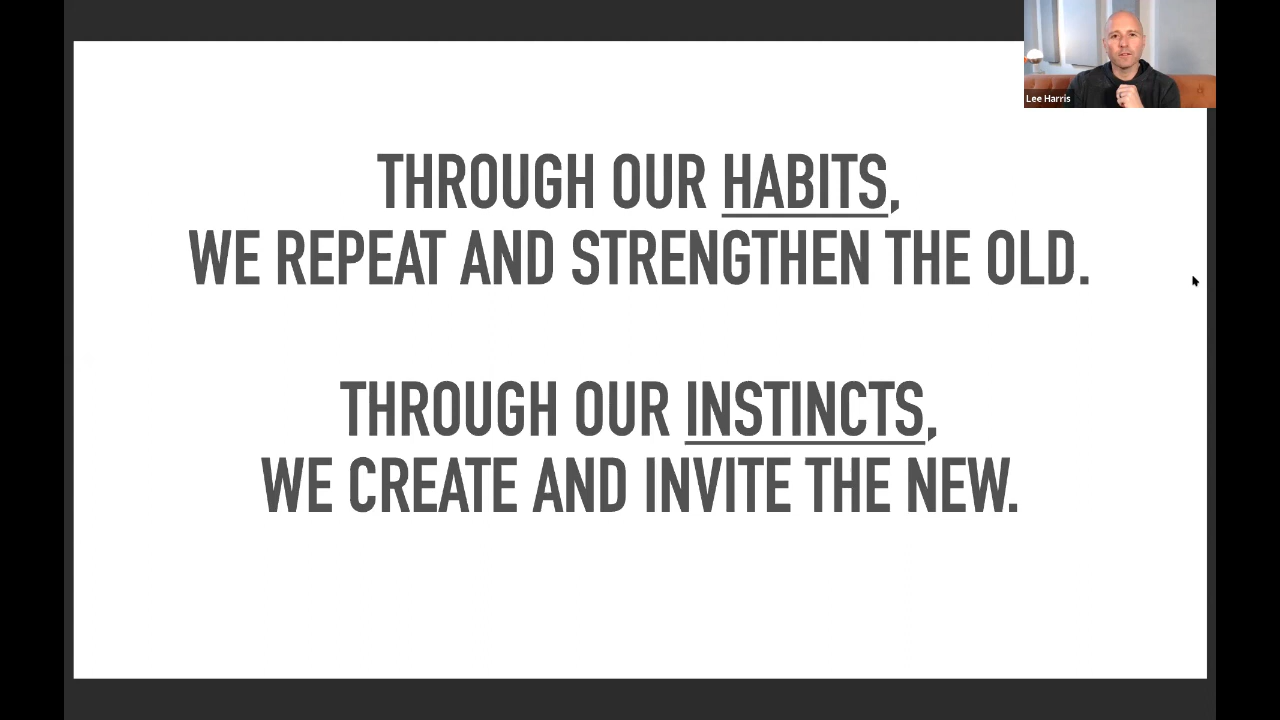 Lee Harris
THROUGH OUR HABITS,
WE REPEAT AND STRENGTHEN THE OLD.
THROUGH OUR INSTINCTS,
WE CREATE AND INVITE THE NEW.